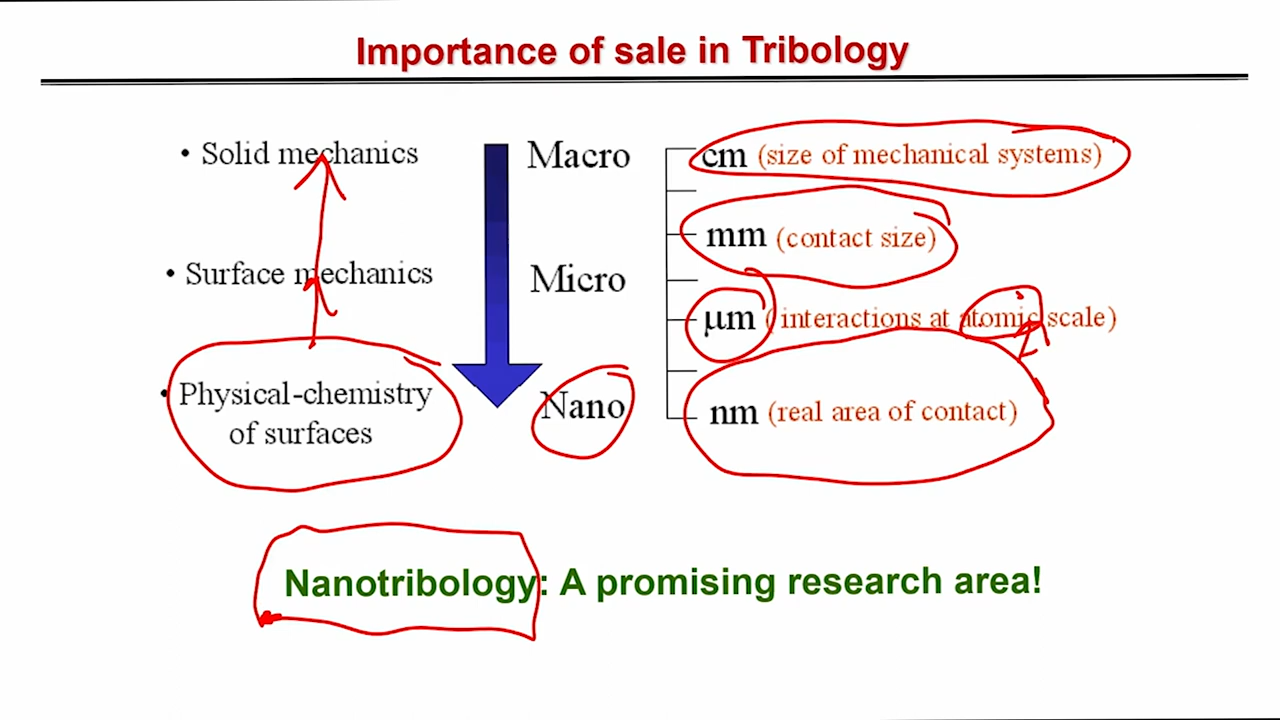 Importance of sale in Tribology
• Solid mechanics Macro cm (size of mechanical systems)
mm (contact size)
• Surface mechanics Micro
µm ( interactions at atomic scale)
• Physical-chemistry Nano nm (real area of contact)
of surfaces
Nanotribology: A promising research area!